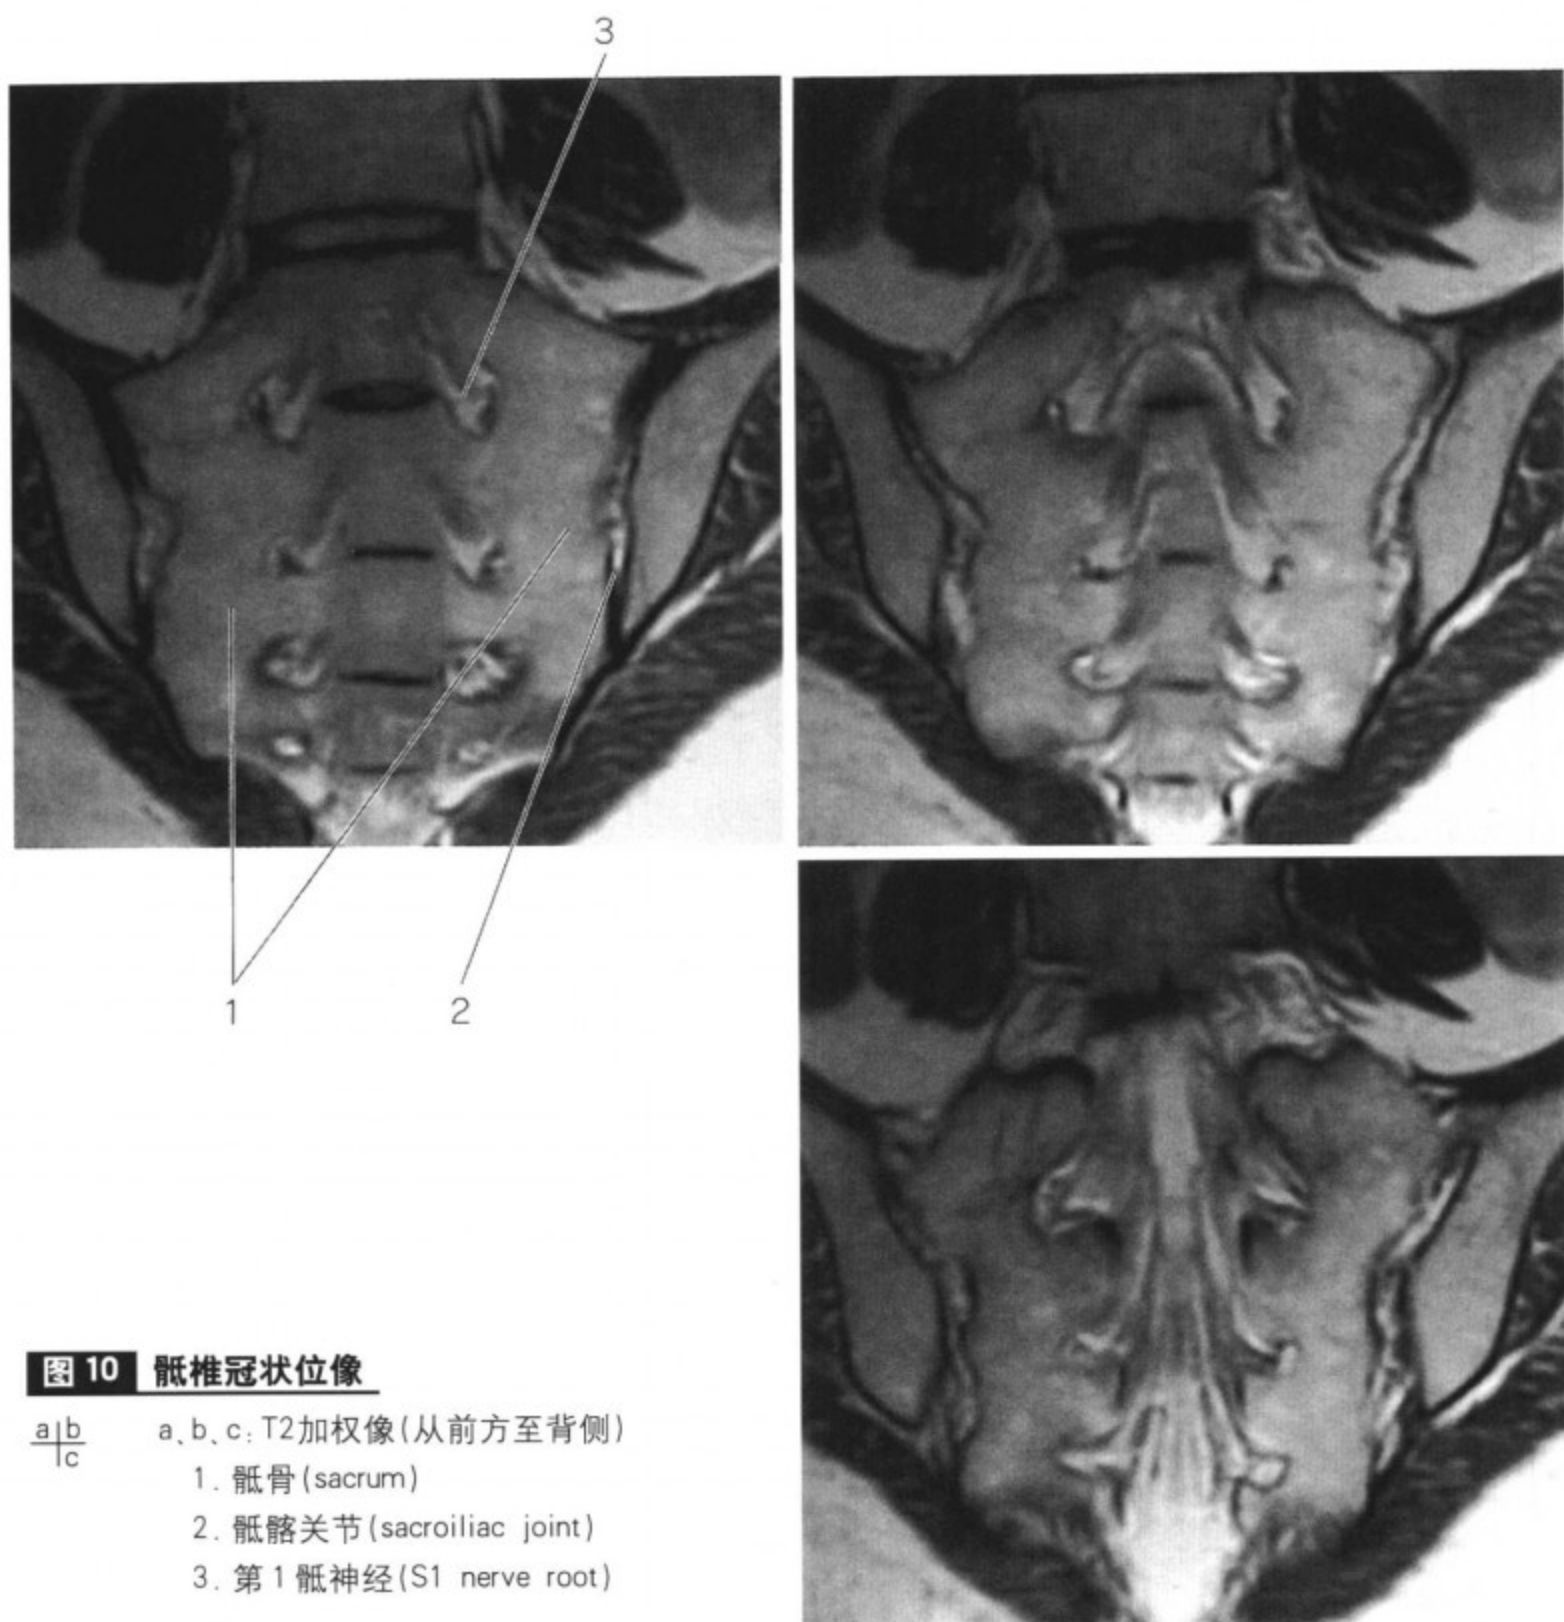 3
1
2
图 10 骶椎冠状位像
a b
c
a、b、c: T2加权像(从前方至背侧)
1. 骶骨(sacrum)
2. 骶髂关节(sacroiliac joint)
3. 第1骶神经(S1 nerve root)